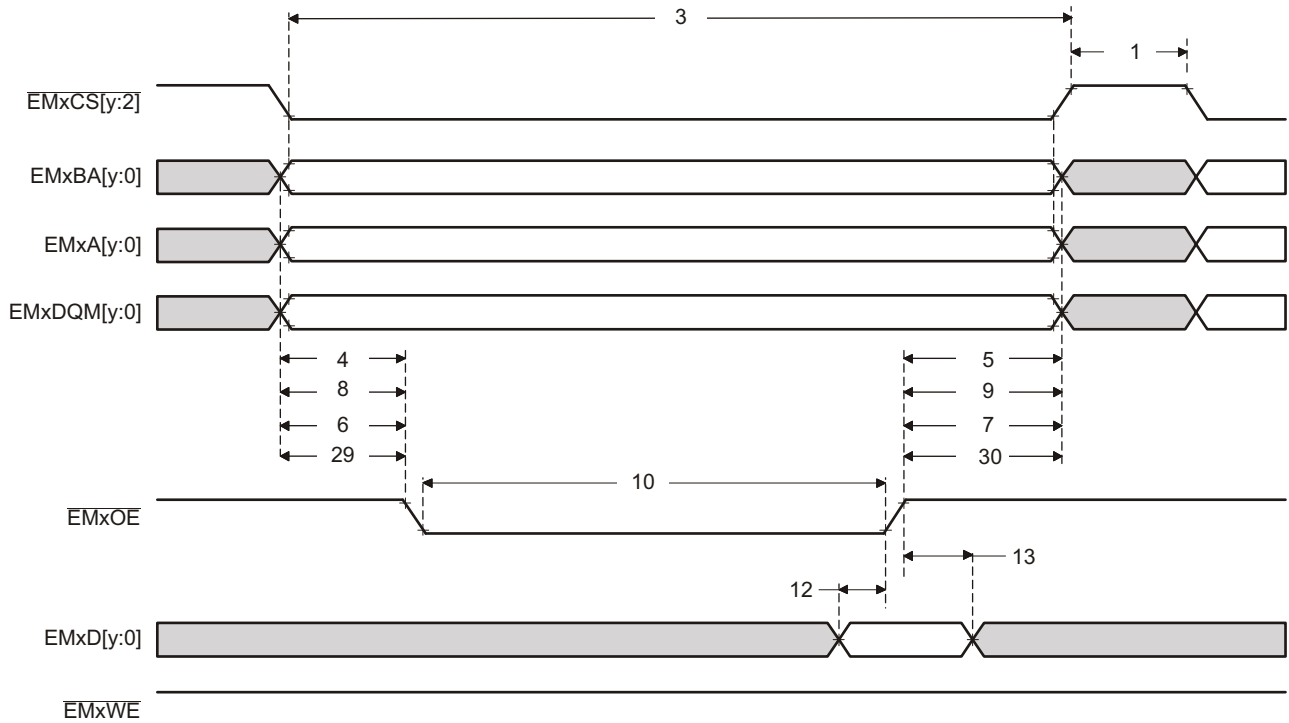 3
1
EMxCS[y:2]
EMxBA[y:0]
EMxA[y:0]
EMxDQM[y:0]
4 5
8 9
6 7
29 30
10
EMxOE
13
12
EMxD[y:0]
EMxWE